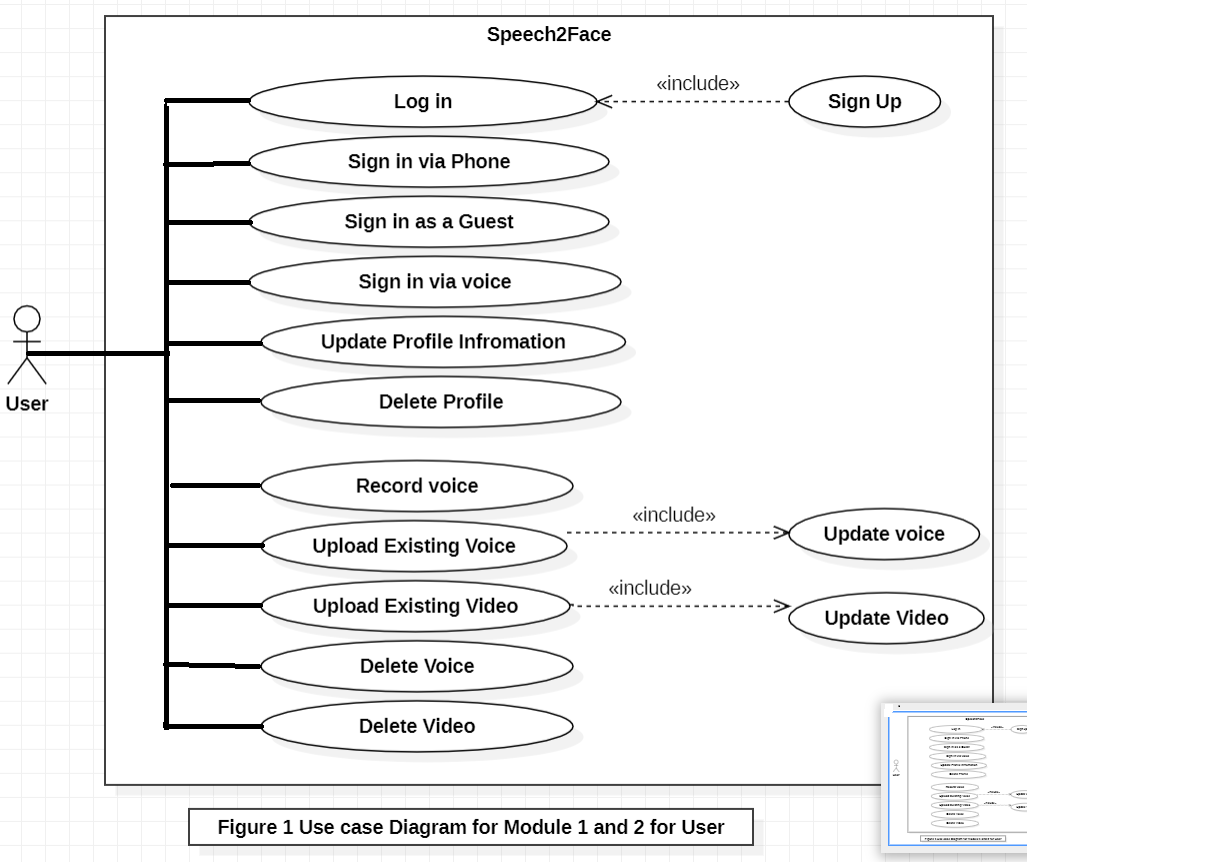 Speech2Face
Log in
«include»
Sign Up
Sign in via Phone
Sign in as a Guest
Sign in via voice
Update Profile Infromation
Delete Profile
User
Record voice
Upload Existing Voice
«include»
Update voice
Upload Existing Video
«include»
Update Video
Delete Voice
Delete Video
Figure 1 Use case Diagram for Module 1 and 2 for User